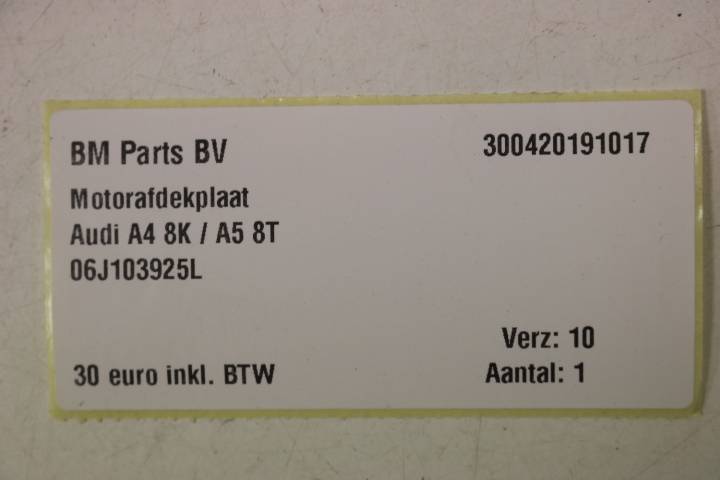 BM Parts BV 300420191017
Motorafdekplaat
Audi A4 8K / A5 8T
06J103925L
Verz: 10
30 euro inkl. BTW Aantal: 1